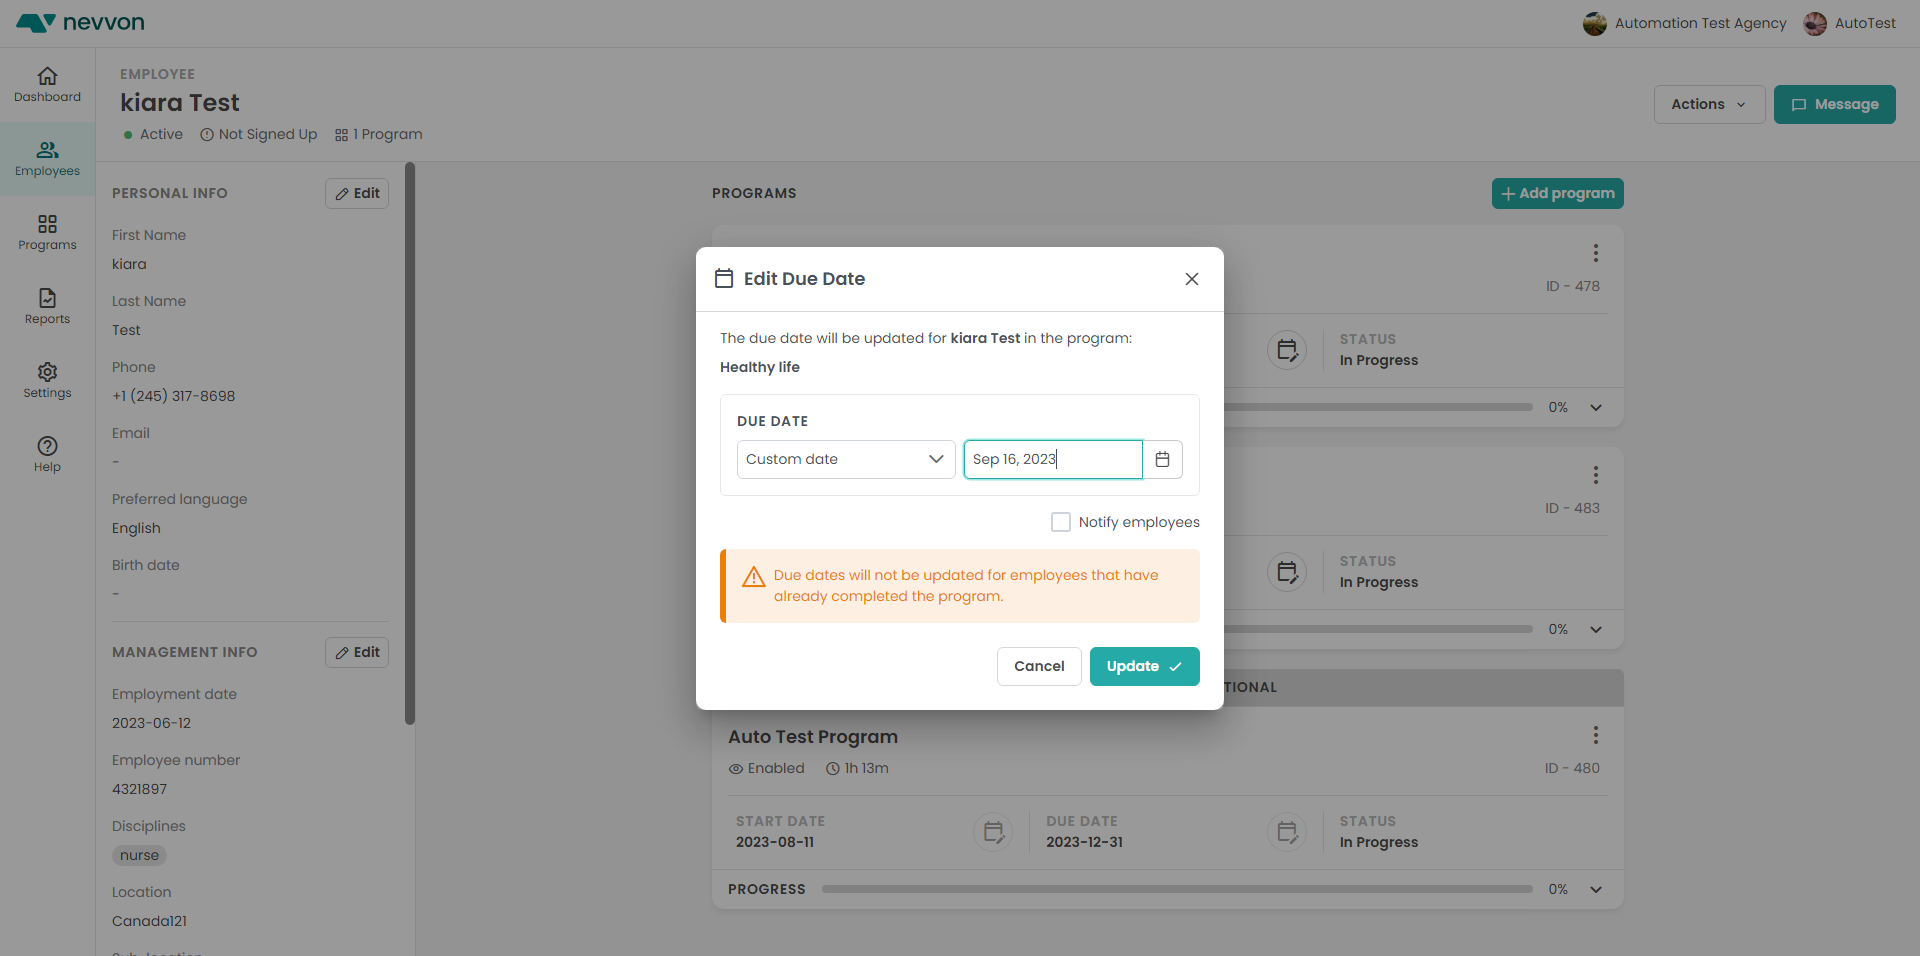 nevvon
Automation Test Agency
AutoTest
Dashboard
Employees
Programs
Reports
Settings
Help
EMPLOYEE
kiara Test
Active
Not Signed Up
1 Program
Actions
Message
PERSONAL INFO
Edit
First Name
kiara
Last Name
Test
Phone
+1 (245) 317-8698
Email
-
Preferred language
English
Birth date
-
MANAGEMENT INFO
Edit
Employment date
2023-06-12
Employee number
4321897
Disciplines
nurse
Location
Canada121
PROGRAMS
Add program
ID - 478
STATUS
In Progress
0%
ID - 483
STATUS
In Progress
0%
Edit Due Date
The due date will be updated for kiara Test in the program:
Healthy life
DUE DATE
Custom date
Sep 16, 2023
Notify employees
Due dates will not be updated for employees that have
already completed the program.
Cancel
Update
TIONAL
Auto Test Program
Enabled
1h 13m
ID - 480
START DATE
2023-08-11
DUE DATE
2023-12-31
STATUS
In Progress
PROGRESS
0%